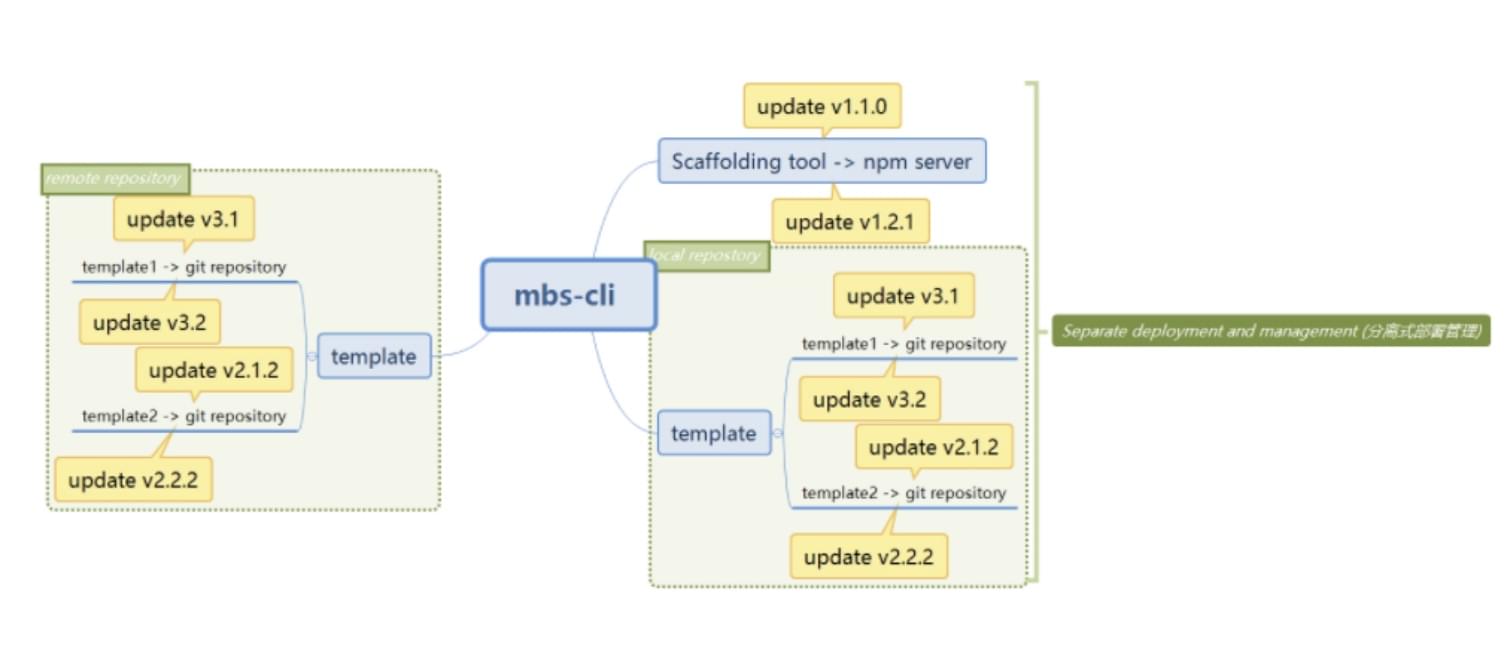 remote repository
update v3.1
template1 -> git repository
update v3.2
update v2.1.2
template2 -> git repository
update v2.2.2
template
mbs-cli
update v1.1.0
Scaffolding tool -> npm server
update v1.2.1
local repostory
template
update v3.1
template1 -> git repository
update v3.2
update v2.1.2
template2 -> git repository
update v2.2.2
Separate deployment and management (分离式部署管理)